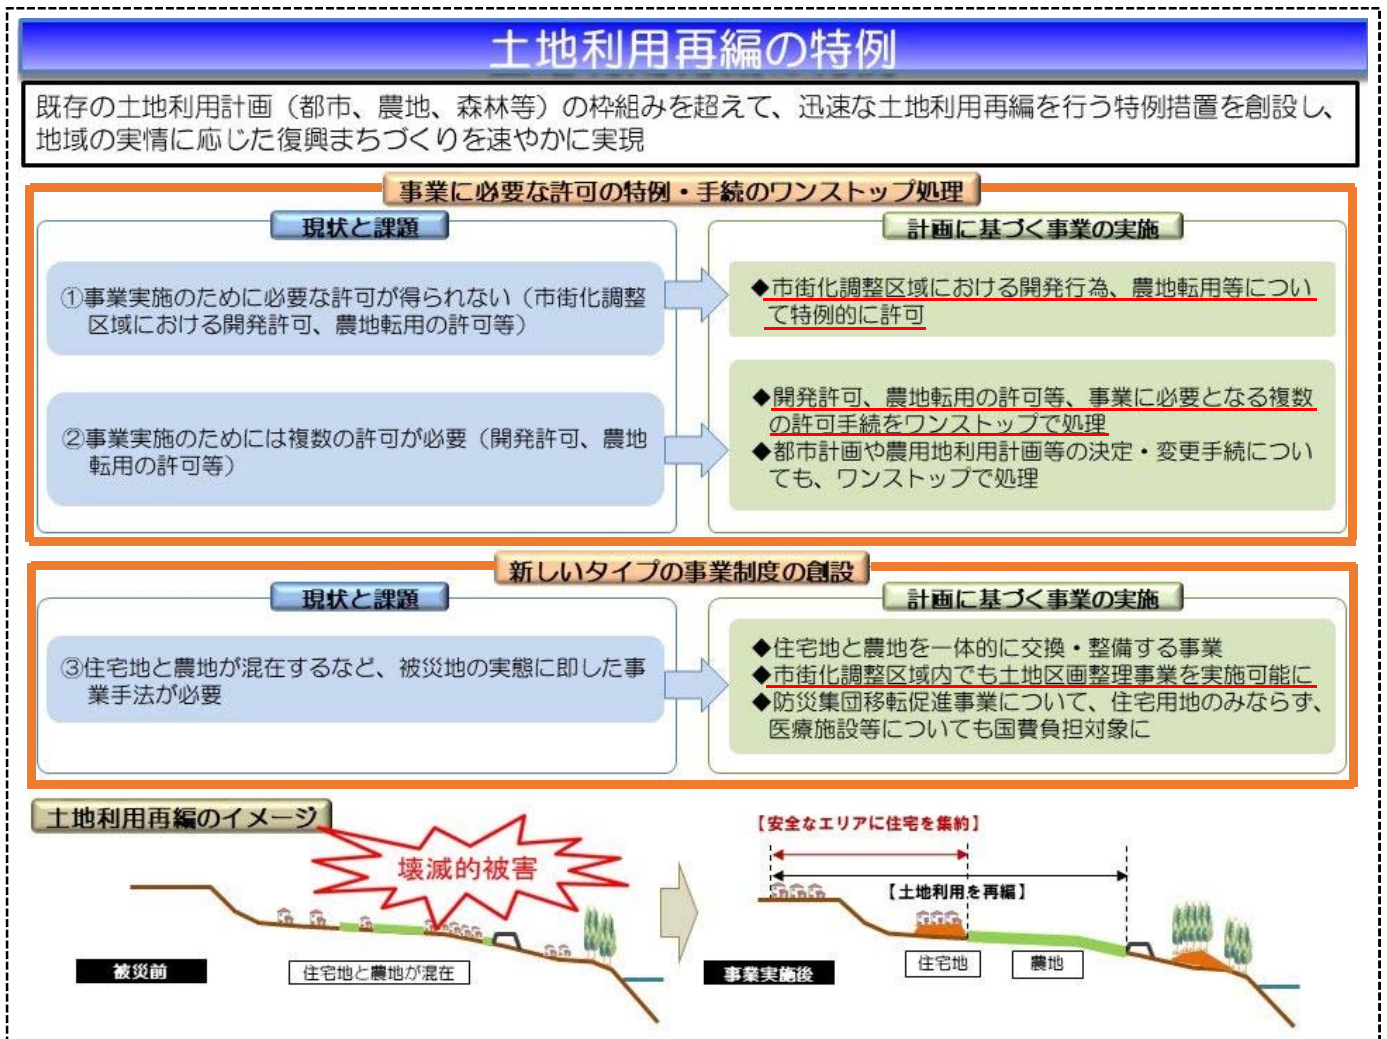 土地利用再編の特例
既存の土地利用計画（都市、農地、森林等）の枠組みを超えて、迅速な土地利用再編を行う特例措置を創設し、
地域の実情に応じた復興まちづくりを速やかに実現
事業に必要な許可の特例・手続のワンストップ処理
現状と課題
①事業実施のために必要な許可が得られない（市街化調整
区域における開発許可、農地転用の許可等）
②事業実施のためには複数の許可が必要（開発許可、農地
転用の許可等）
計画に基づく事業の実施
◆市街化調整区域における開発行為、農地転用等につい
て特例的に許可
◆開発許可、農地転用の許可等、事業に必要となる複数
の許可手続をワンストップで処理
◆都市計画や農用地利用計画等の決定・変更手続につい
ても、ワンストップで処理
新しいタイプの事業制度の創設
現状と課題
③住宅地と農地が混在するなど、被災地の実態に即した事
業手法が必要
計画に基づく事業の実施
◆住宅地と農地を一体的に交換・整備する事業
◆市街化調整区域内でも土地区画整理事業を実施可能に
◆防災集団移転促進事業について、住宅用地のみならず、
医療施設等についても国費負担対象に
土地利用再編のイメージ
壊滅的被害
被災前
住宅地と農地が混在
【安全なエリアに住宅を集約】
【土地利用を再編】
事業実施後
住宅地
農地